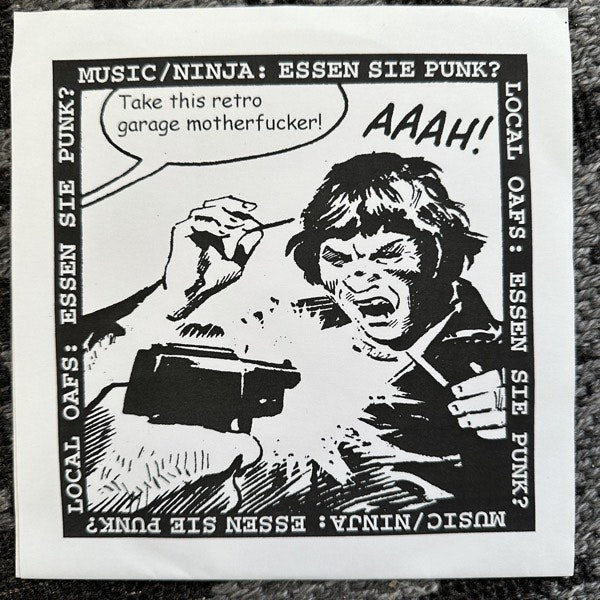 MUSIC/NINJA: ESSEN SIE PUNK?
Take this retro
garage motherfucker!
AAAH!
LOCAL OAFS: ESSEN SIE PUNK?
MUSIC/NINJA: ESSEN SIE PUNK?
LOCAL OAFS: ESSEN SIE PUNK?